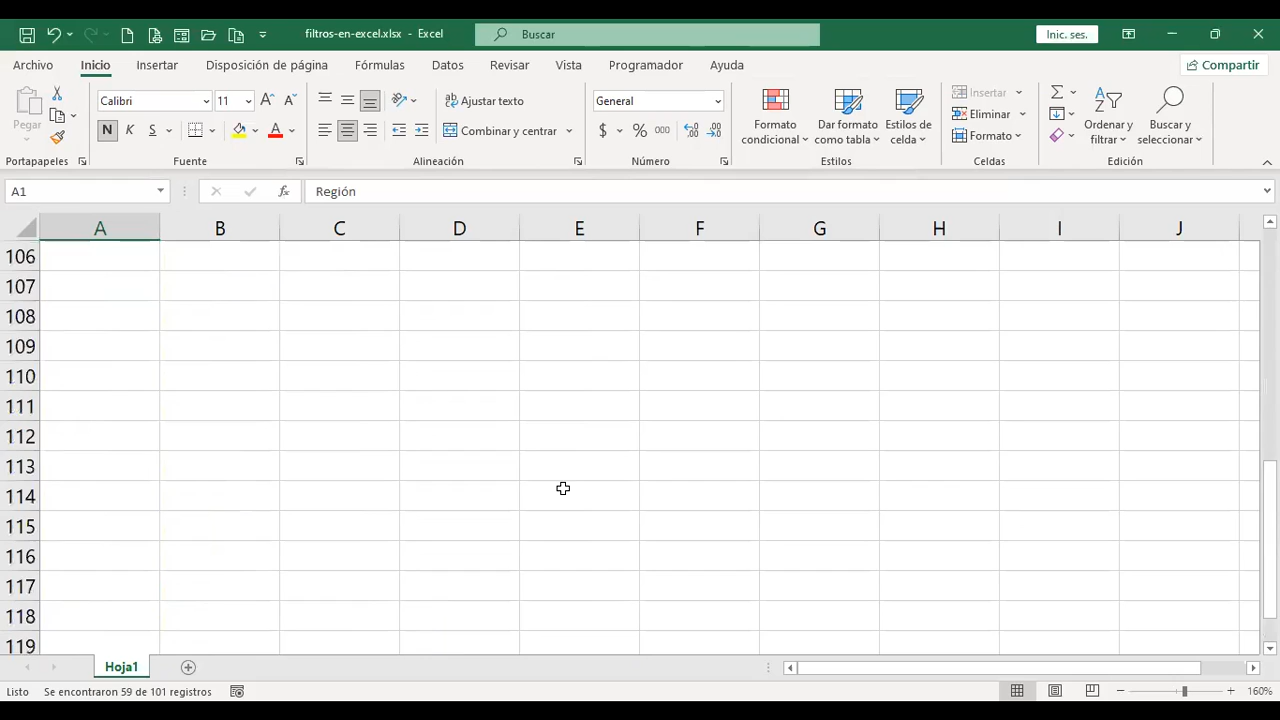 filtros-en-excel.xlsx - Excel
Buscar
Inic. ses.
Archivo Inicio Insertar Disposición de página Fórmulas Datos Revisar Vista Programador Ayuda
Compartir
Pegar
Calibri 11
N K S
Ajustar texto
Combinar y centrar
General
$ % 000
Formato condicional
Dar formato como tabla
Estilos de celda
Insertar
Eliminar
Formato
Ordenar y filtrar
Buscar y seleccionar
Portapapeles Fuente Alineación Número Estilos Celdas Edición
A1 fx Región
A B C D E F G H I J
106
107
108
109
110
111
112
113
114
115
116
117
118
119
Hoja1
Listo Se encontraron 59 de 101 registros 160%